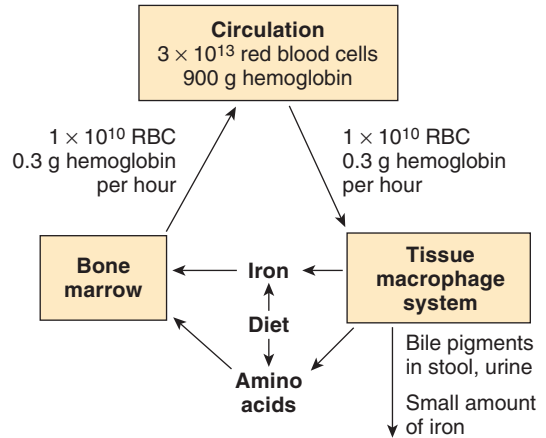 Circulation
3 × 10¹³ red blood cells
900 g hemoglobin
1 × 10¹⁰ RBC
0.3 g hemoglobin
per hour
1 × 10¹⁰ RBC
0.3 g hemoglobin
per hour
Bone
marrow
Iron
Diet
Amino
acids
Tissue
macrophage
system
Bile pigments
in stool, urine
Small amount
of iron